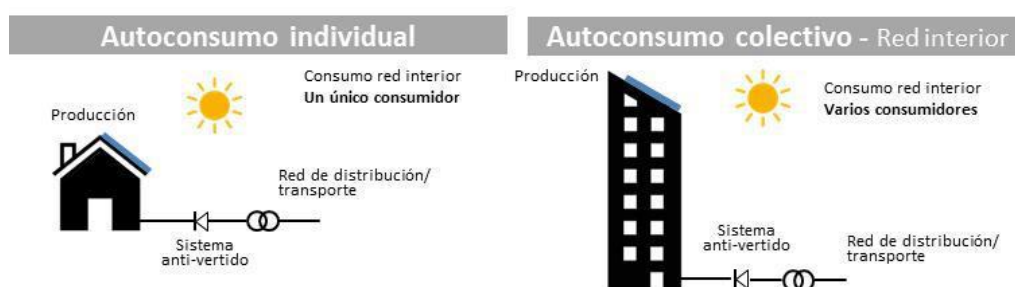 Autoconsumo individual
Consumo red interior
Un único consumidor
Producción
Red de distribución/
transporte
Sistema
anti-vertido
Autoconsumo colectivo - Red interior
Producción
Consumo red interior
Varios consumidores
Sistema
anti-vertido
Red de distribución/
transporte